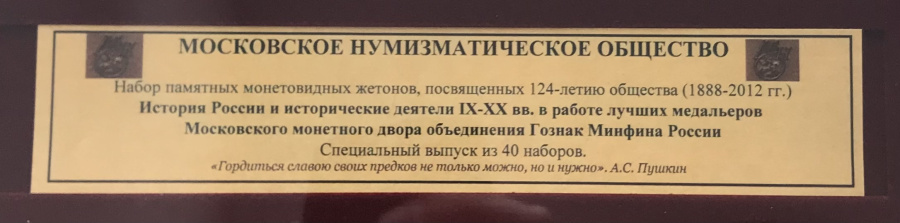 МОСКОВСКОЕ НУМИЗМАТИЧЕСКОЕ ОБЩЕСТВО
Набор памятных монетовидных жетонов, посвященных 124-летию общества (1888-2012 гг.)
История России и исторические деятели IX-XX вв. в работе лучших медальеров
Московского монетного двора объединения Гознак Минфина России
Специальный выпуск из 40 наборов.
«Гордиться славою своих предков не только можно, но и нужно». А.С. Пушкин